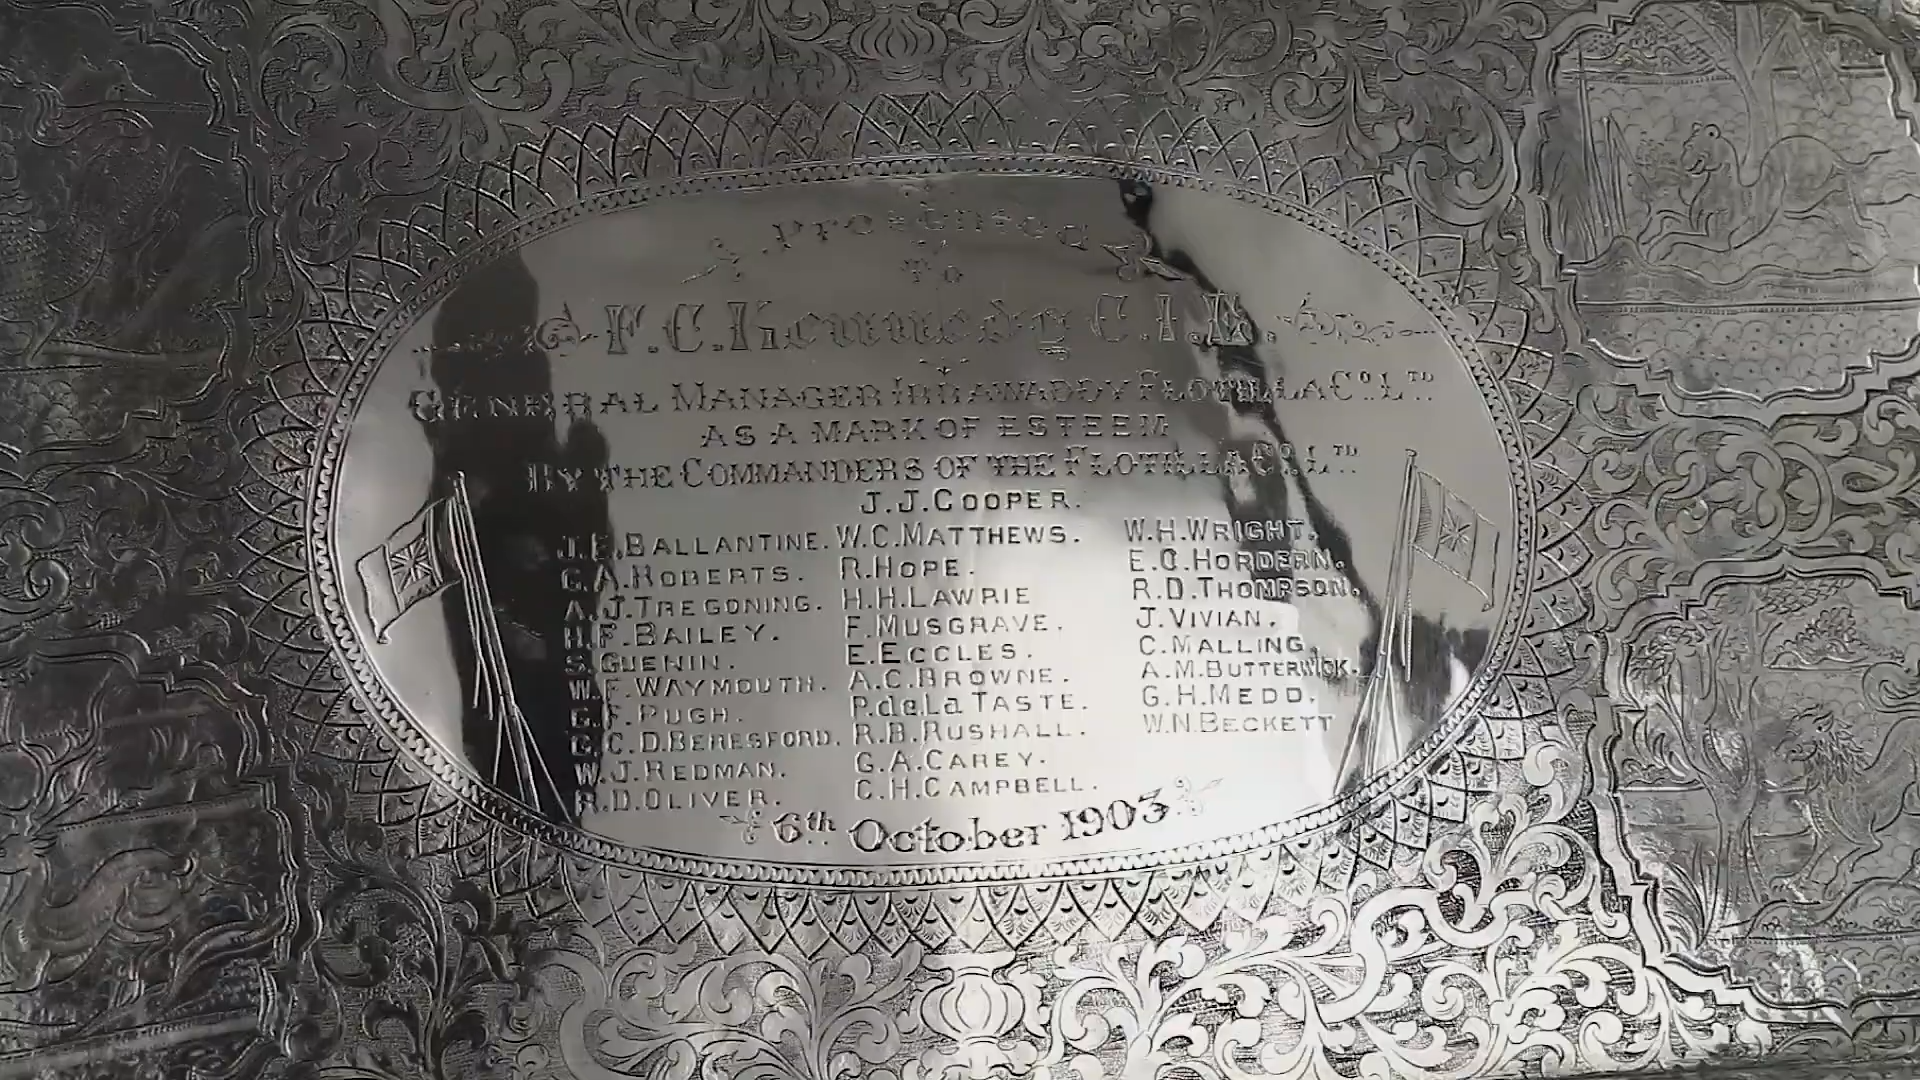 Presented
To
F.C. Kennedy C.I.E.
GENERAL MANAGER IRRAWADDY FLOTILLA Co. LTD
AS A MARK OF ESTEEM
BY THE COMMANDERS OF THE FLOTILLA Co. LTD
J.J. COOPER.
J.E. BALLANTINE. W.C. MATTHEWS. W.H. WRIGHT.
C.A. ROBERTS. R. HOPE. E.C. HORDERN.
A.J. TREGONING. H.H. LAWRIE R.D. THOMPSON.
H.F. BAILEY. F. MUSGRAVE. J. VIVIAN.
S. GUENIN. E. ECCLES. C. MALLING.
W.F. WAYMOUTH. A.C. BROWNE. A.M. BUTTERWICK.
PUGH. P. de La TASTE. G.H. MEDD.
C.D. BERESFORD. R.B. RUSHALL. W.N. BECKETT
W.J. REDMAN. G.A. CAREY.
R.D. OLIVER. C.H. CAMPBELL.
6th October 1903